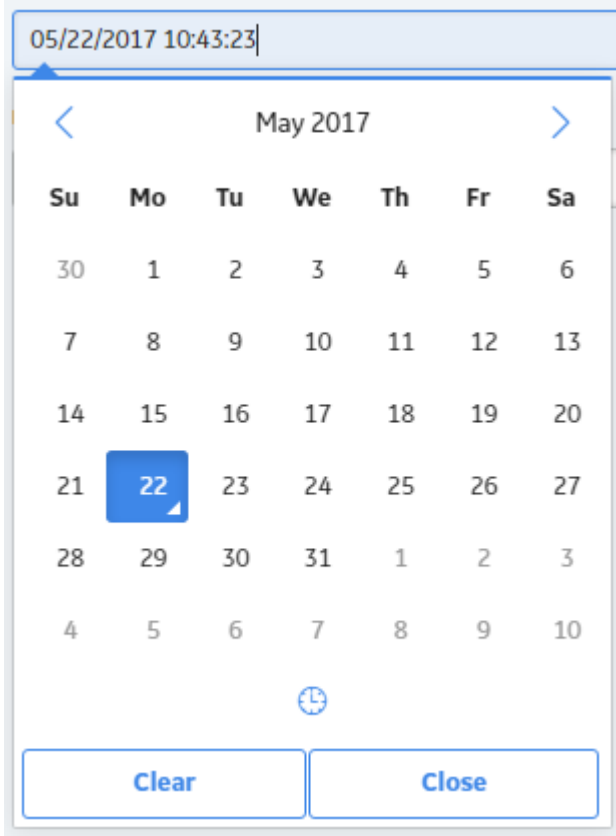 05/22/2017 10:43:23
May 2017
Su Mo Tu We Th Fr Sa
30 1 2 3 4 5 6
7 8 9 10 11 12 13
14 15 16 17 18 19 20
21 22 23 24 25 26 27
28 29 30 31 1 2 3
4 5 6 7 8 9 10
Clear Close